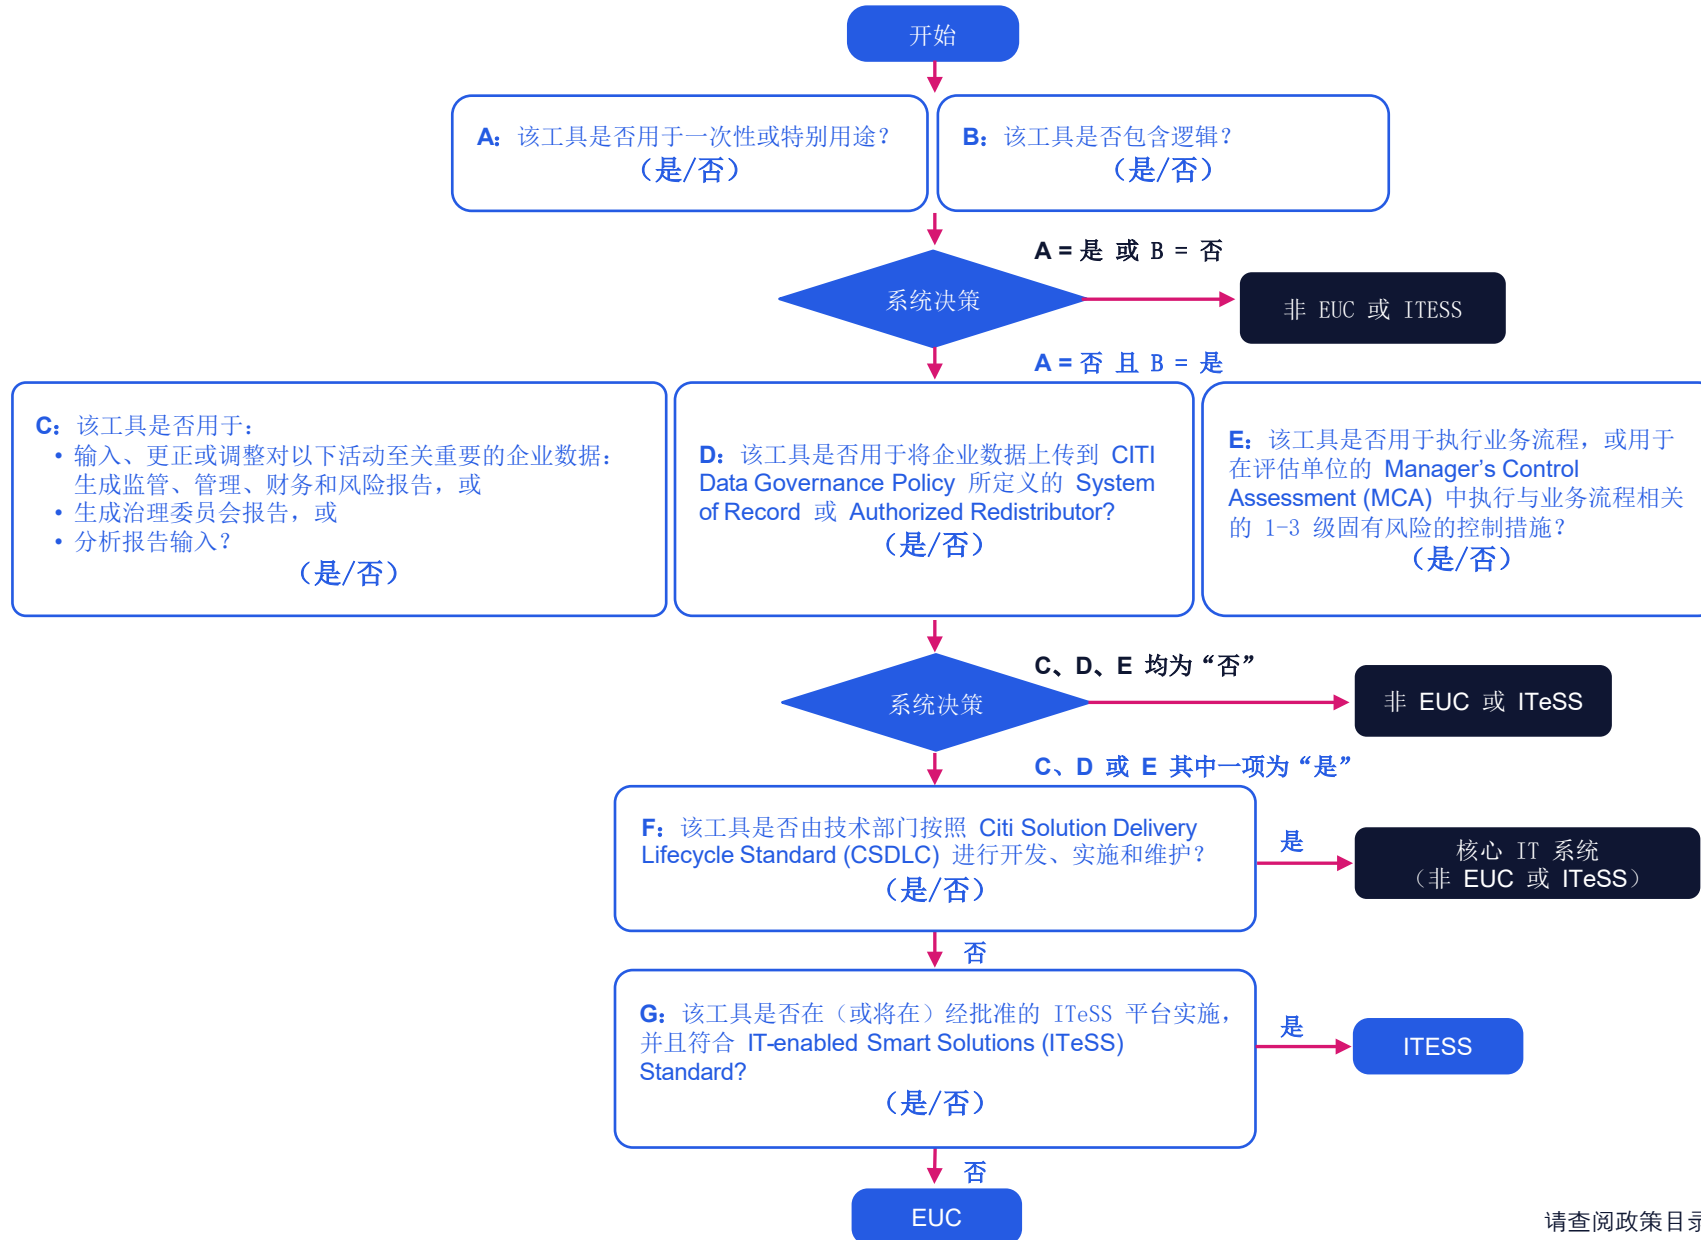 开始
A：该工具是否用于一次性或特别用途？
（是/否）
B：该工具是否包含逻辑？
（是/否）
A = 是 或 B = 否
系统决策
非 EUC 或 ITESS
A = 否 且 B = 是
C：该工具是否用于：
• 输入、更正或调整对以下活动至关重要的企业数据：
生成监管、管理、财务和风险报告，或
• 生成治理委员会报告，或
• 分析报告输入？
（是/否）
D：该工具是否用于将企业数据上传到 CITI
Data Governance Policy 所定义的 System
of Record 或 Authorized Redistributor?
（是/否）
E：该工具是否用于执行业务流程，或用于
在评估单位的 Manager’s Control
Assessment (MCA) 中执行与业务流程相关
的 1-3 级固有风险的控制措施？
（是/否）
C、D、E 均为“否”
系统决策
非 EUC 或 ITeSS
C、D 或 E 其中一项为“是”
F：该工具是否由技术部门按照 Citi Solution Delivery
Lifecycle Standard (CSDLC) 进行开发、实施和维护？
（是/否）
是
核心 IT 系统
（非 EUC 或 ITeSS）
否
G：该工具是否在（或将在）经批准的 ITeSS 平台实施，
并且符合 IT-enabled Smart Solutions (ITeSS)
Standard?
（是/否）
是
ITESS
否
EUC
请查阅政策目录